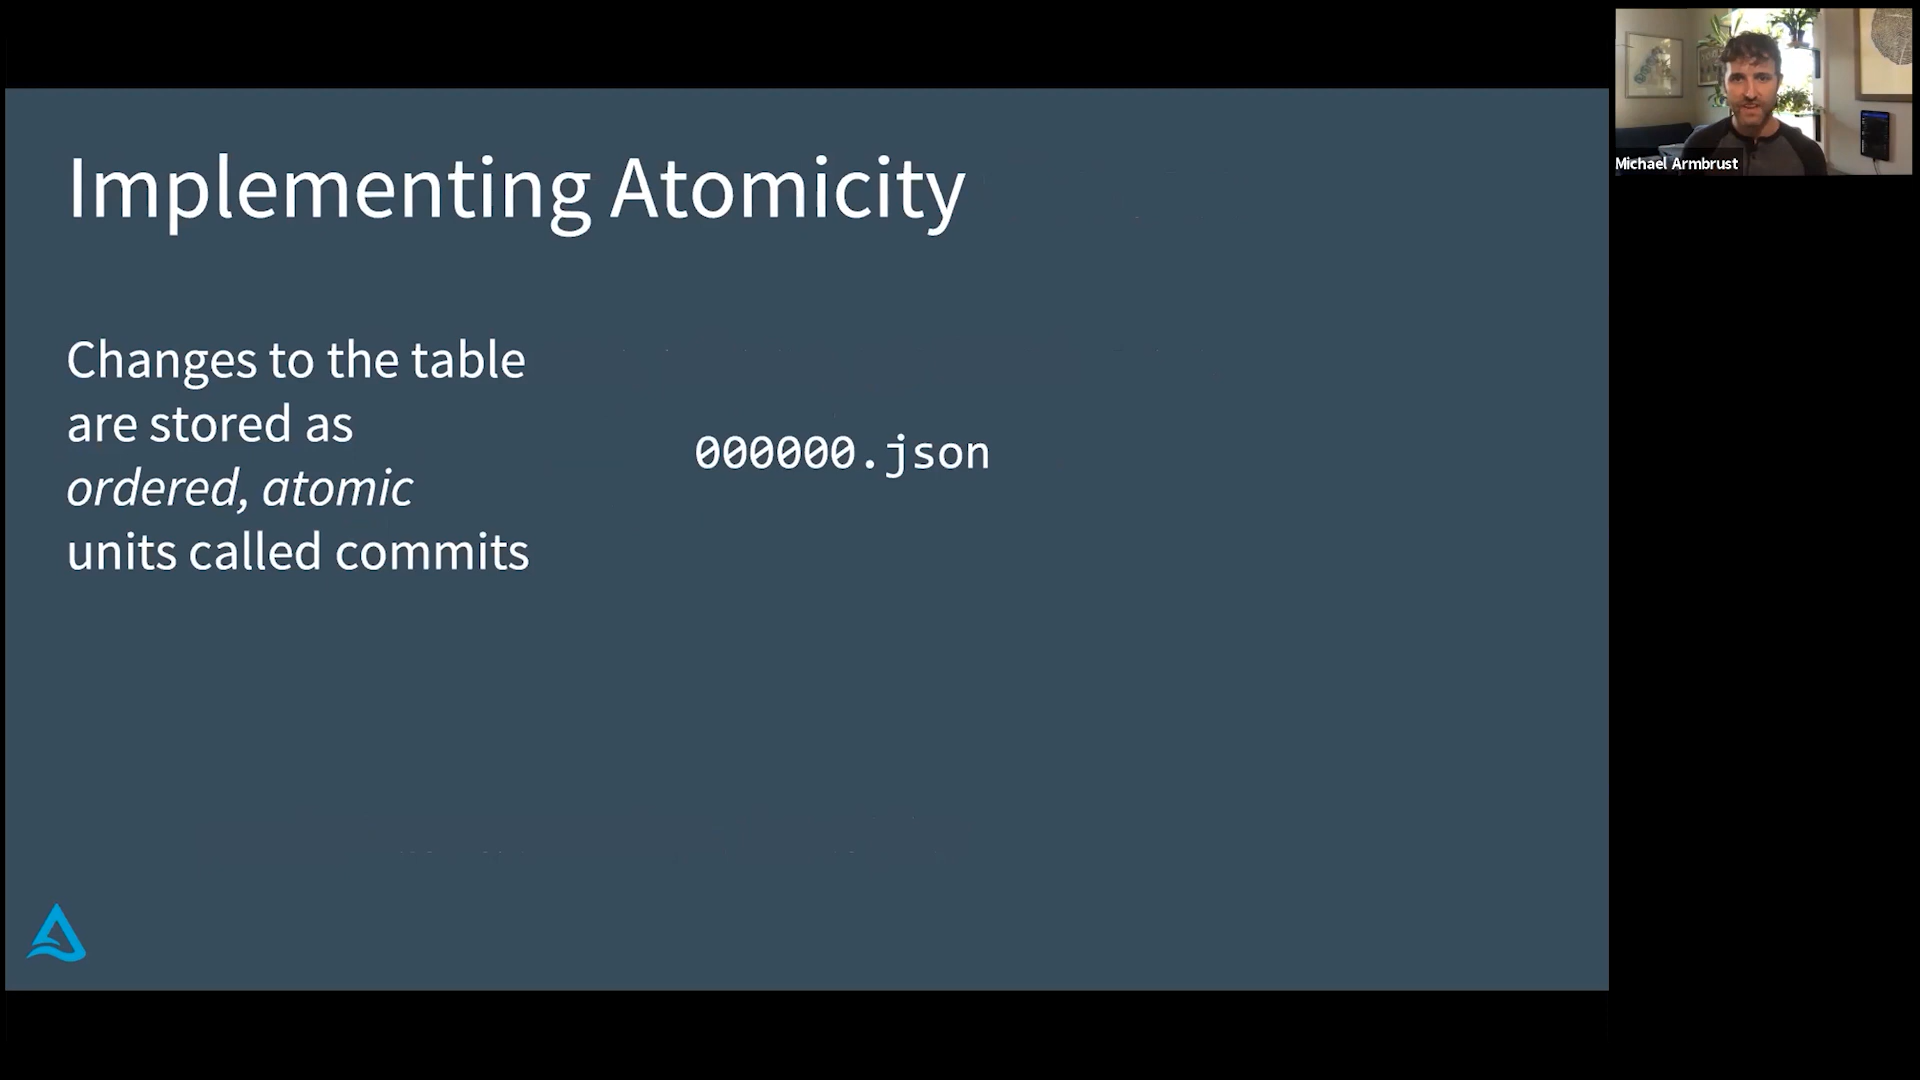 Implementing Atomicity
Changes to the table
are stored as
ordered, atomic
units called commits
000000.json
Michael Armbrust